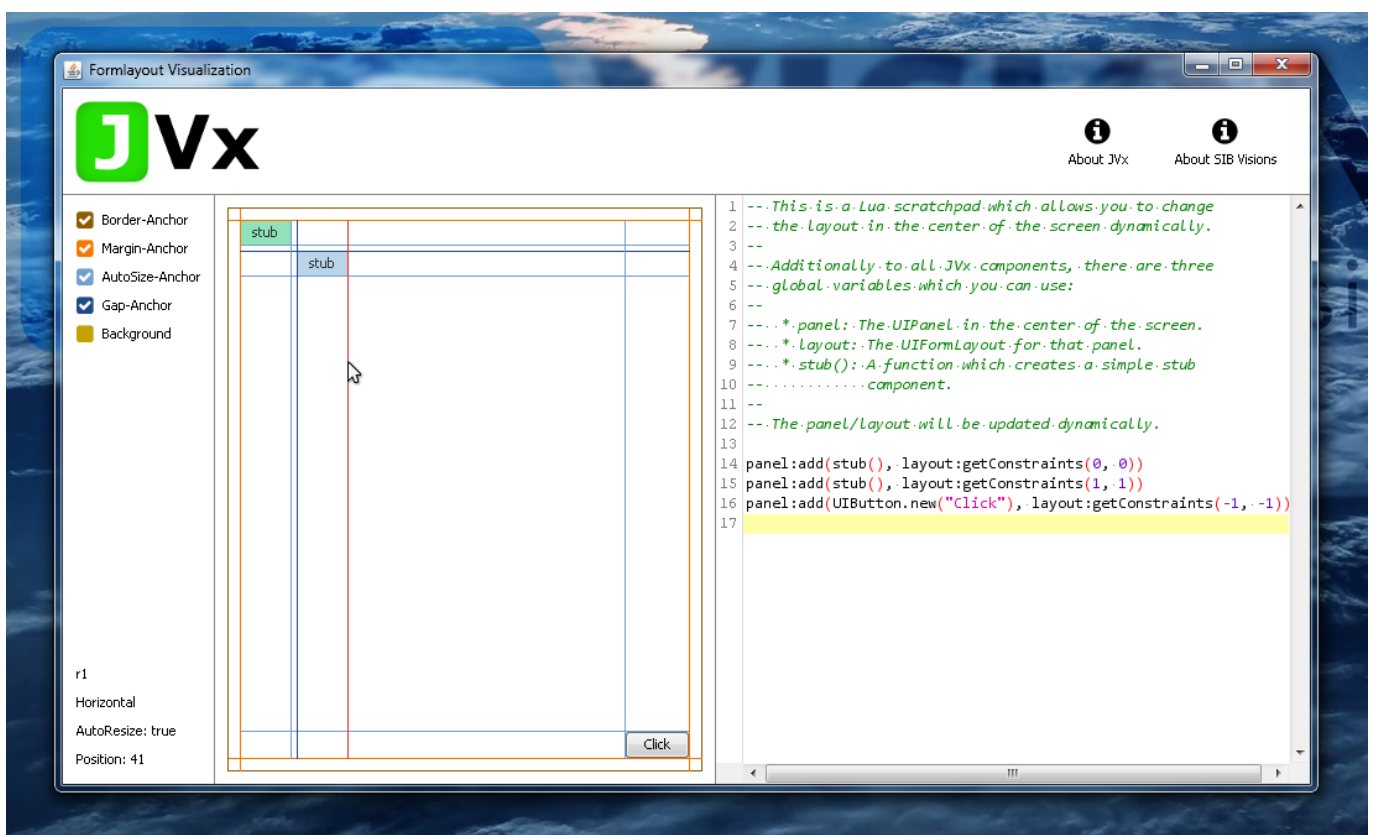 Formlayout Visualization
JVx
About JVx
About SIB Visions
Border-Anchor
Margin-Anchor
AutoSize-Anchor
Gap-Anchor
Background
r1
Horizontal
AutoResize: true
Position: 41
stub
stub
Click
1 -- This is a Lua scratchpad which allows you to change
2 -- the layout in the center of the screen dynamically.
3 --
4 -- Additionally to all JVx components, there are three
5 -- global variables which you can use:
6 --
7 --  * panel: The UIPanel in the center of the screen.
8 --  * layout: The UIFormLayout for that panel.
9 --  * stub(): A function which creates a simple stub
10 --            component.
11 --
12 -- The panel/layout will be updated dynamically.
13
14 panel:add(stub(), layout:getConstraints(0, 0))
15 panel:add(stub(), layout:getConstraints(1, 1))
16 panel:add(UIButton.new("Click"), layout:getConstraints(-1, -1))
17